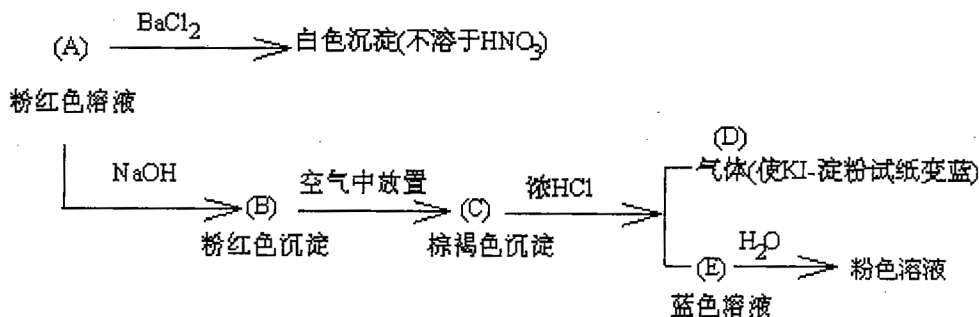 (A) BaCl₂ 白色沉淀(不溶于HNO₃)
粉红色溶液
(D)
NaOH 空气中放置 浓HCl 气体(使KI-淀粉试纸变蓝)
(B) (C)
粉红色沉淀 棕褐色沉淀
(E) H₂O 粉色溶液
蓝色溶液